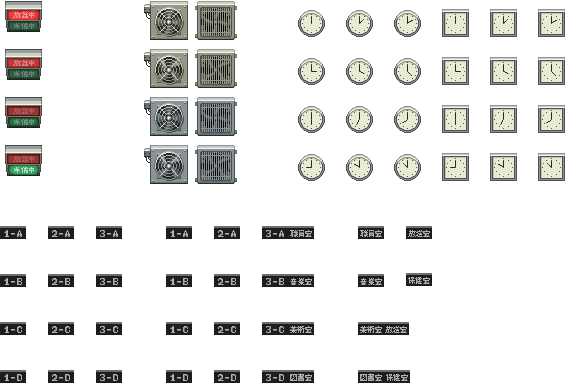 放送中
準備中
放送中
準備中
放送中
準備中
放送中
準備中
1-A 2-A 3-A 1-A 2-A 3-A 職員室 職員室 放送室
1-B 2-B 3-B 1-B 2-B 3-B 音楽室 音楽室 保健室
1-C 2-C 3-C 1-C 2-C 3-C 美術室 美術室 放送室
1-D 2-D 3-D 1-D 2-D 3-D 図書室 図書室 保健室